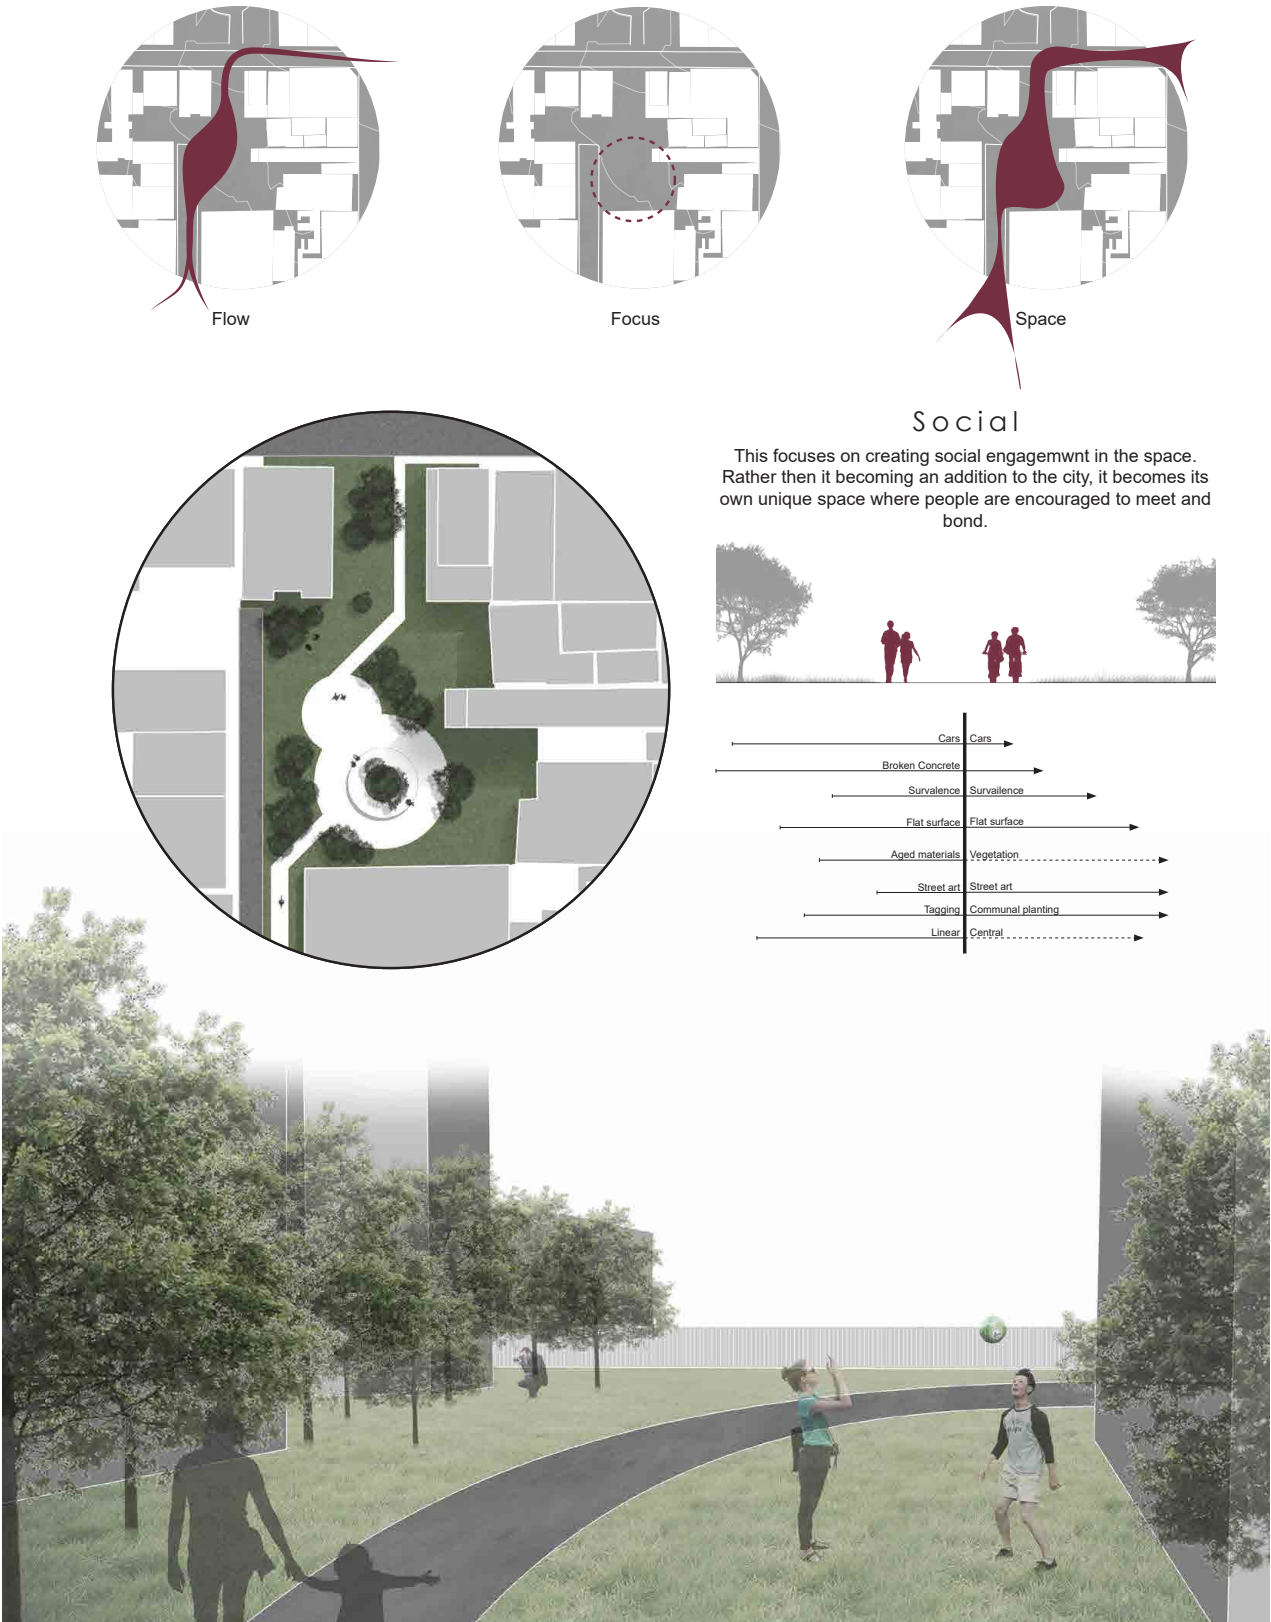 Flow
Focus
Space
Social
This focuses on creating social engagemwnt in the space.
Rather then it becoming an addition to the city, it becomes its
own unique space where people are encouraged to meet and
bond.
Cars Cars
Broken Concrete
Survalence Survailence
Flat surface Flat surface
Aged materials Vegetation
Street art Street art
Tagging Communal planting
Linear Central